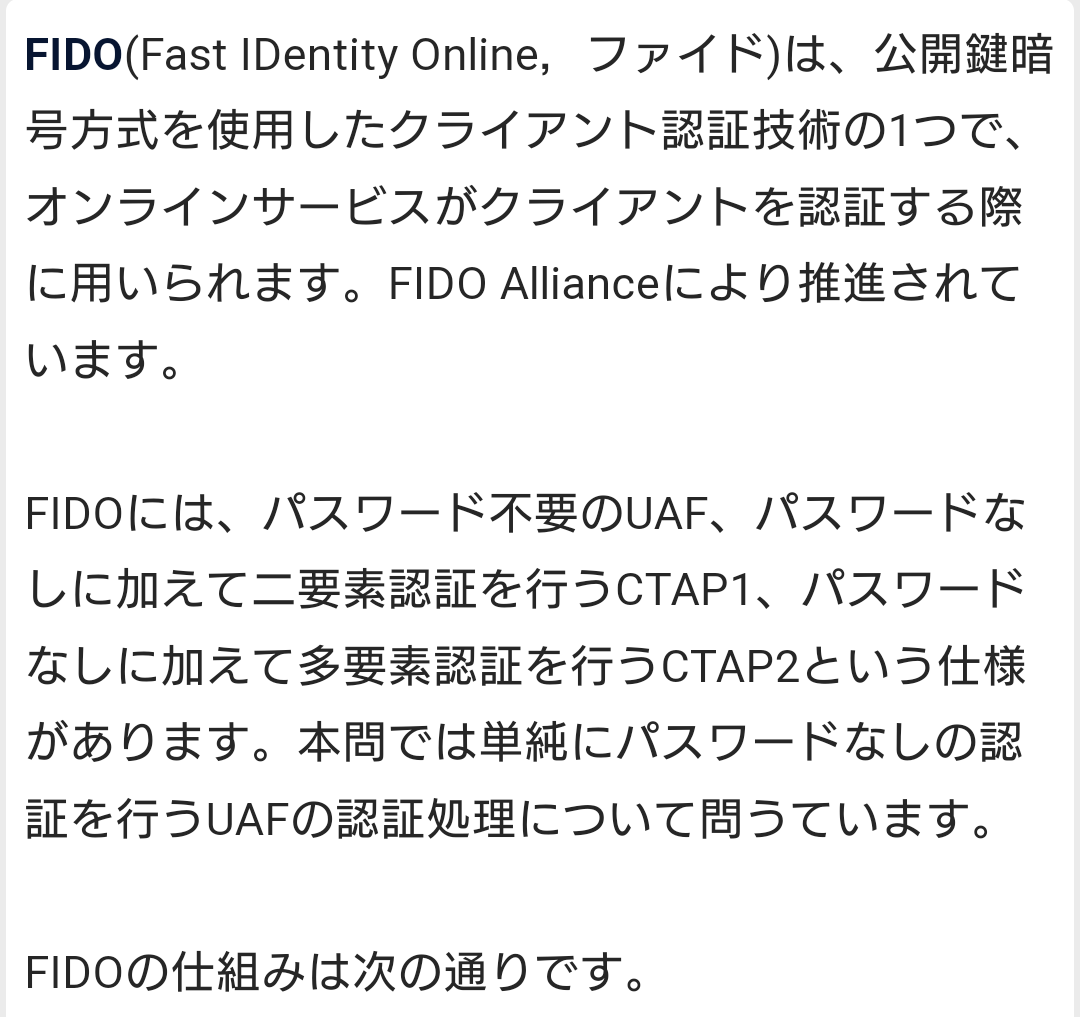 FIDO(Fast IDentity Online，ファイド)は、公開鍵暗
号方式を使用したクライアント認証技術の1つで、
オンラインサービスがクライアントを認証する際
に用いられます。FIDO Allianceにより推進されて
います。
FIDOには、パスワード不要のUAF、パスワードな
しに加えて二要素認証を行うCTAP1、パスワード
なしに加えて多要素認証を行うCTAP2という仕様
があります。本問では単純にパスワードなしの認
証を行うUAFの認証処理について問うています。
FIDOの仕組みは次の通りです。